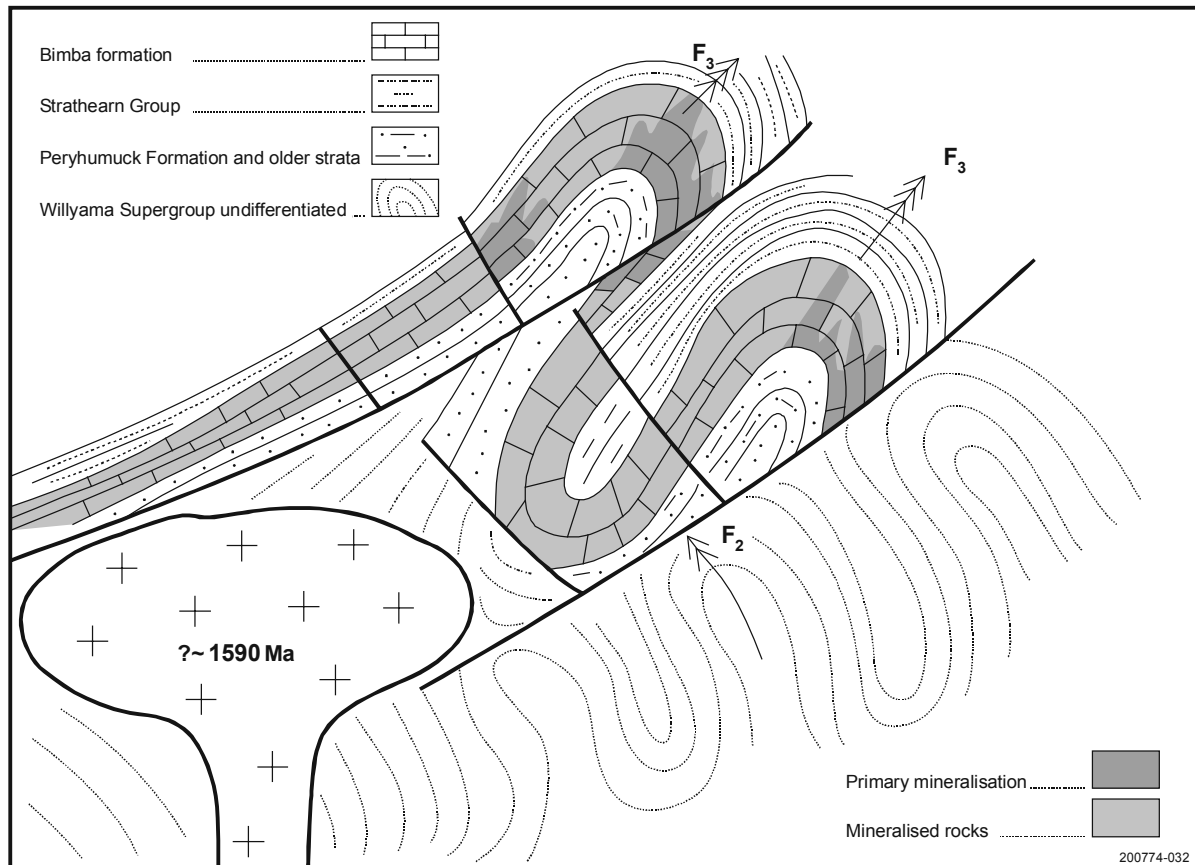 Bimba formation
Strathearn Group
Peryhumuck Formation and older strata
Willyama Supergroup undifferentiated
F3
F3
F2
?~ 1590 Ma
Primary mineralisation
Mineralised rocks
200774-032